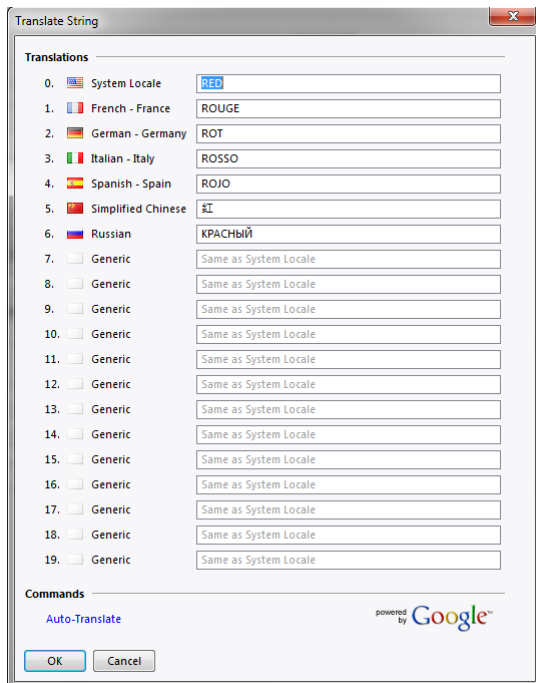 Translate String
Translations
0. System Locale RED
1. French - France ROUGE
2. German - Germany ROT
3. Italian - Italy ROSSO
4. Spanish - Spain ROJO
5. Simplified Chinese 紅
6. Russian КРАСНЫЙ
7. Generic Same as System Locale
8. Generic Same as System Locale
9. Generic Same as System Locale
10. Generic Same as System Locale
11. Generic Same as System Locale
12. Generic Same as System Locale
13. Generic Same as System Locale
14. Generic Same as System Locale
15. Generic Same as System Locale
16. Generic Same as System Locale
17. Generic Same as System Locale
18. Generic Same as System Locale
19. Generic Same as System Locale
Commands
Auto-Translate
powered by Google™
OK Cancel